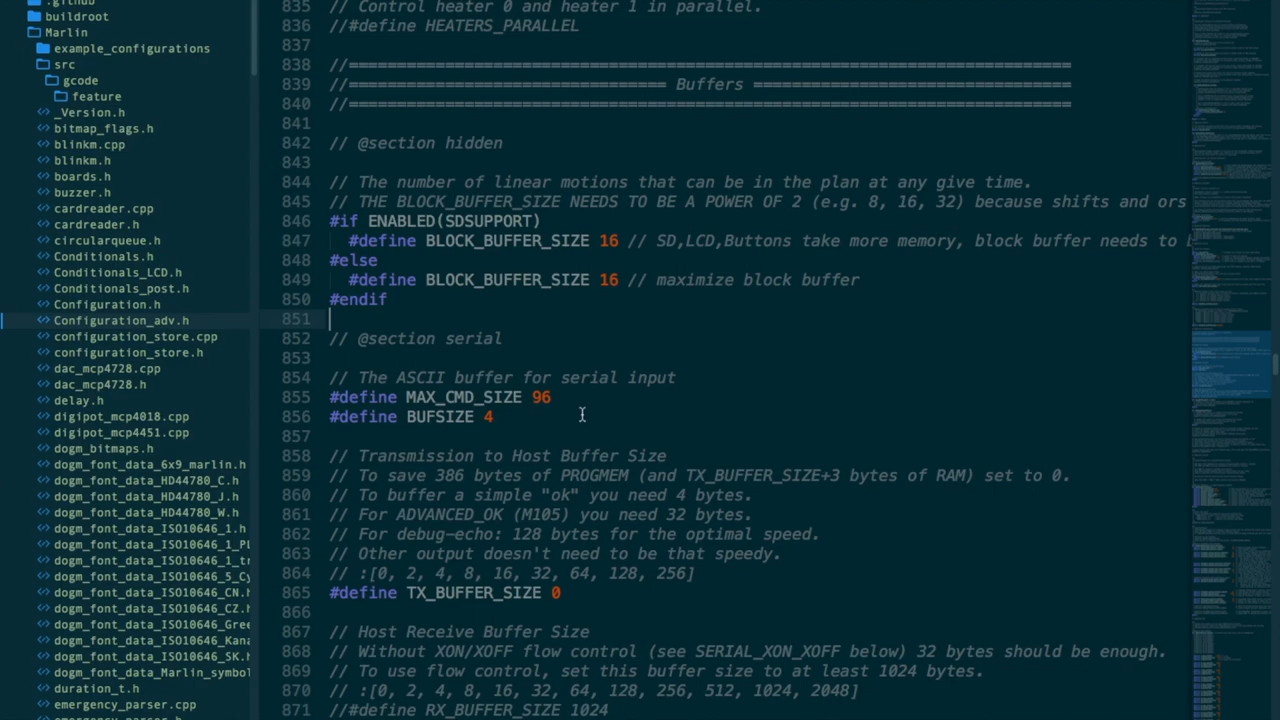 .github
buildroot
Marlin
example_configurations
src
gcode
feature
_Version.h
bitmap_flags.h
blinkm.cpp
blinkm.h
boards.h
buzzer.h
cardreader.cpp
cardreader.h
circularqueue.h
Conditionals.h
Conditionals_LCD.h
Conditionals_post.h
Configuration.h
Configuration_adv.h
configuration_store.cpp
configuration_store.h
dac_mcp4728.cpp
dac_mcp4728.h
delay.h
digipot_mcp4018.cpp
digipot_mcp4451.cpp
dogm_bitmaps.h
dogm_font_data_6x9_marlin.h
dogm_font_data_HD44780_C.h
dogm_font_data_HD44780_J.h
dogm_font_data_HD44780_W.h
dogm_font_data_ISO10646_1.h
dogm_font_data_ISO10646_1_PL
dogm_font_data_ISO10646_1_tr
dogm_font_data_ISO10646_5_Cy
dogm_font_data_ISO10646_CN.h
dogm_font_data_ISO10646_CZ.h
dogm_font_data_ISO10646_Gree
dogm_font_data_ISO10646_Kana
dogm_font_data_ISO10646_SK.h
dogm_font_data_Marlin_symbol
duration_t.h
emergency_parser.cpp
emergency_parser.h
835 // Control heater 0 and heater 1 in parallel.
836 //#define HEATERS_PARALLEL
837
838 //===========================================================================
839 //================================= Buffers =================================
840 //===========================================================================
841
842 // @section hidden
843
844 // The number of linear motions that can be in the plan at any give time.
845 // THE BLOCK_BUFFER_SIZE NEEDS TO BE A POWER OF 2 (e.g. 8, 16, 32) because shifts and ors
846 #if ENABLED(SDSUPPORT)
847 #define BLOCK_BUFFER_SIZE 16 // SD,LCD,Buttons take more memory, block buffer needs to
848 #else
849 #define BLOCK_BUFFER_SIZE 16 // maximize block buffer
850 #endif
851
852 // @section serial
853
854 // The ASCII buffer for serial input
855 #define MAX_CMD_SIZE 96
856 #define BUFSIZE 4
857
858 // Transmission to Host Buffer Size
859 // To save 386 bytes of PROGMEM (and TX_BUFFER_SIZE+3 bytes of RAM) set to 0.
860 // To buffer a simple "ok" you need 4 bytes.
861 // For ADVANCED_OK (M105) you need 32 bytes.
862 // For debug-echo: 128 bytes for the optimal speed.
863 // Other output doesn't need to be that speedy.
864 // :[0, 2, 4, 8, 16, 32, 64, 128, 256]
865 #define TX_BUFFER_SIZE 0
866
867 // Host Receive Buffer Size
868 // Without XON/XOFF flow control (see SERIAL_XON_XOFF below) 32 bytes should be enough.
869 // To use flow control, set this buffer size to at least 1024 bytes.
870 // :[0, 2, 4, 8, 16, 32, 64, 128, 256, 512, 1024, 2048]
871 //#define RX_BUFFER_SIZE 1024